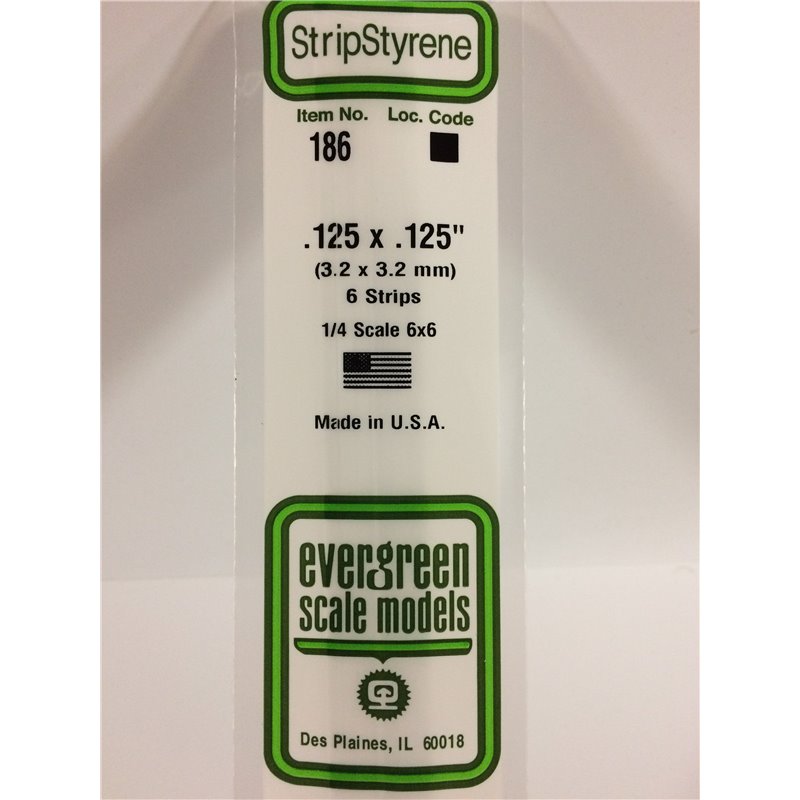 StripStyrene
Item No. Loc. Code
186
.125 x .125"
(3.2 x 3.2 mm)
6 Strips
1/4 Scale 6x6
Made in U.S.A.
evergreen
scale models
Des Plaines, IL 60018